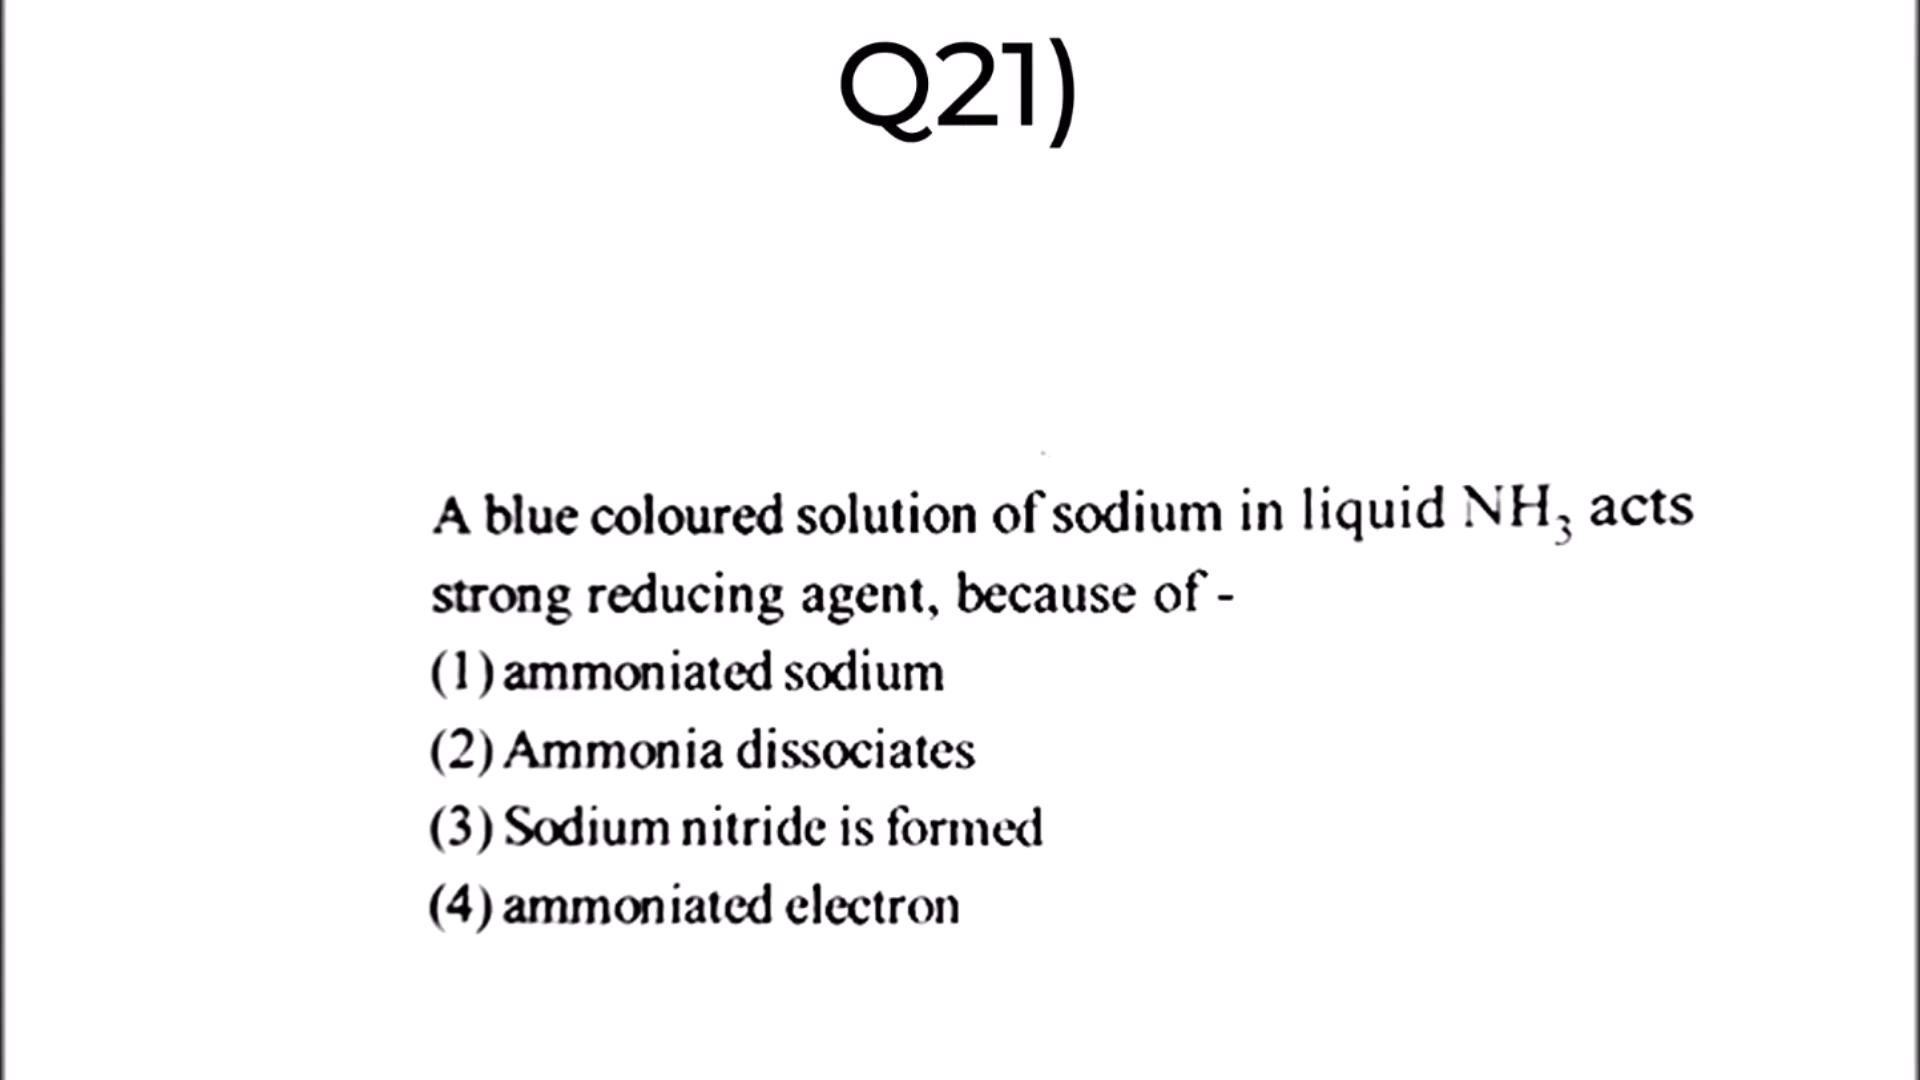 Q21)
A blue coloured solution of sodium in liquid NH₃ acts
strong reducing agent, because of -
(1) ammoniated sodium
(2) Ammonia dissociates
(3) Sodium nitride is formed
(4) ammoniated electron